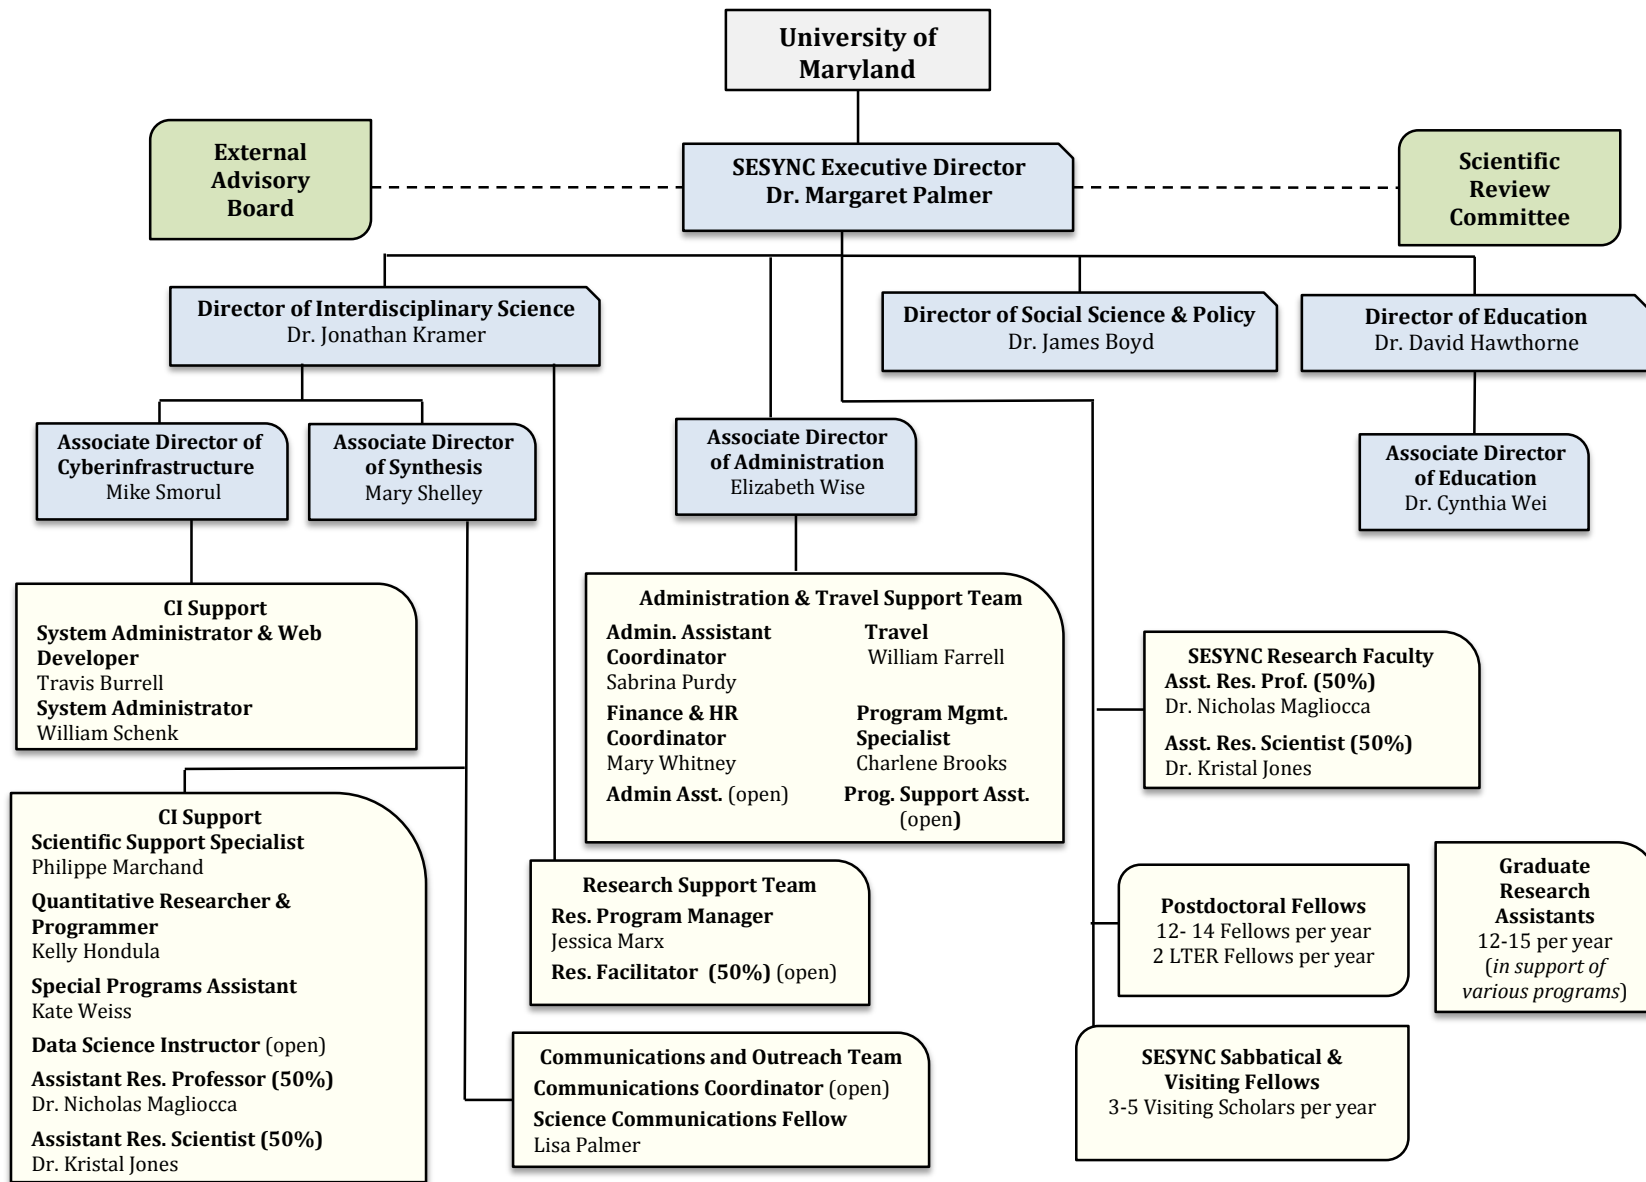 University of
Maryland
External
Advisory
Board
SESYNC Executive Director
Dr. Margaret Palmer
Scientific
Review
Committee
Director of Interdisciplinary Science
Dr. Jonathan Kramer
Director of Social Science & Policy
Dr. James Boyd
Director of Education
Dr. David Hawthorne
Associate Director of
Cyberinfrastructure
Mike Smorul
Associate Director
of Synthesis
Mary Shelley
Associate Director
of Administration
Elizabeth Wise
Associate Director
of Education
Dr. Cynthia Wei
CI Support
System Administrator & Web
Developer
Travis Burrell
System Administrator
William Schenk
Administration & Travel Support Team
Admin. Assistant
Coordinator
Sabrina Purdy
Travel
William Farrell
Finance & HR
Coordinator
Mary Whitney
Program Mgmt.
Specialist
Charlene Brooks
Admin Asst. (open)
Prog. Support Asst.
(open)
SESYNC Research Faculty
Asst. Res. Prof. (50%)
Dr. Nicholas Magliocca
Asst. Res. Scientist (50%)
Dr. Kristal Jones
CI Support
Scientific Support Specialist
Philippe Marchand
Quantitative Researcher &
Programmer
Kelly Hondula
Special Programs Assistant
Kate Weiss
Data Science Instructor (open)
Assistant Res. Professor (50%)
Dr. Nicholas Magliocca
Assistant Res. Scientist (50%)
Dr. Kristal Jones
Research Support Team
Res. Program Manager
Jessica Marx
Res. Facilitator (50%) (open)
Postdoctoral Fellows
12- 14 Fellows per year
2 LTER Fellows per year
Graduate
Research
Assistants
12-15 per year
(in support of
various programs)
Communications and Outreach Team
Communications Coordinator (open)
Science Communications Fellow
Lisa Palmer
SESYNC Sabbatical &
Visiting Fellows
3-5 Visiting Scholars per year